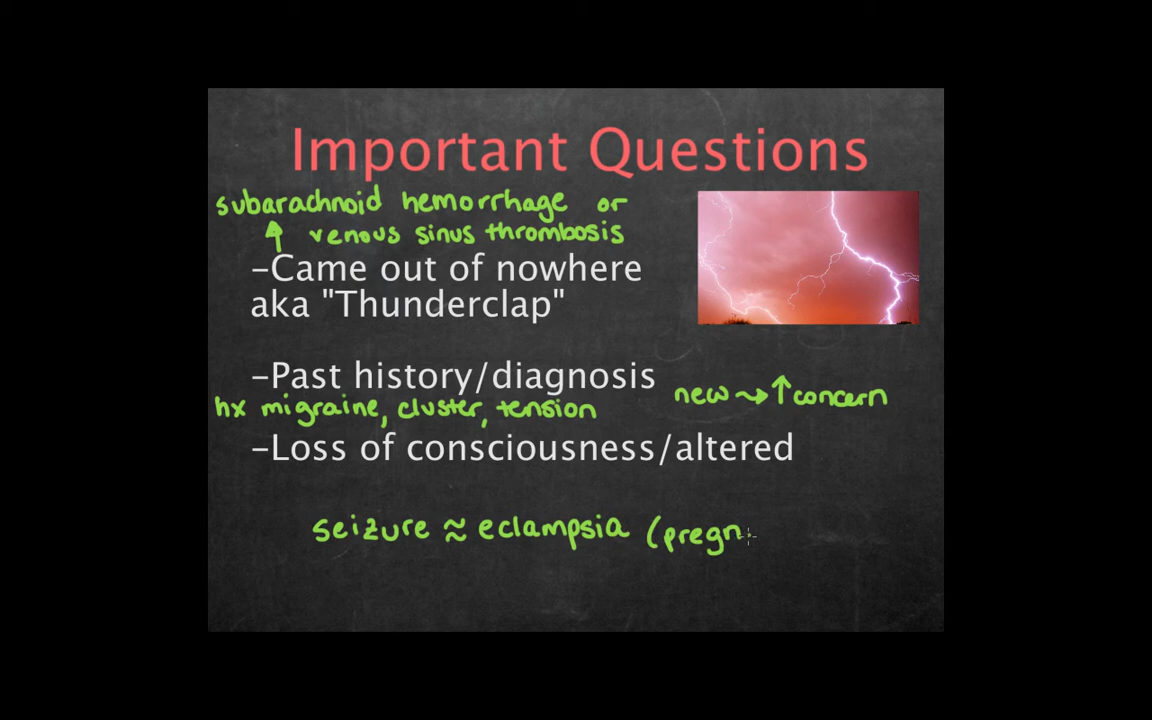 Important Questions
subarachnoid hemorrhage or
↑ venous sinus thrombosis
-Came out of nowhere
aka "Thunderclap"
-Past history/diagnosis
new ⇝ ↑ concern
hx migraine, cluster, tension
-Loss of consciousness/altered
seizure ≈ eclampsia (pregn